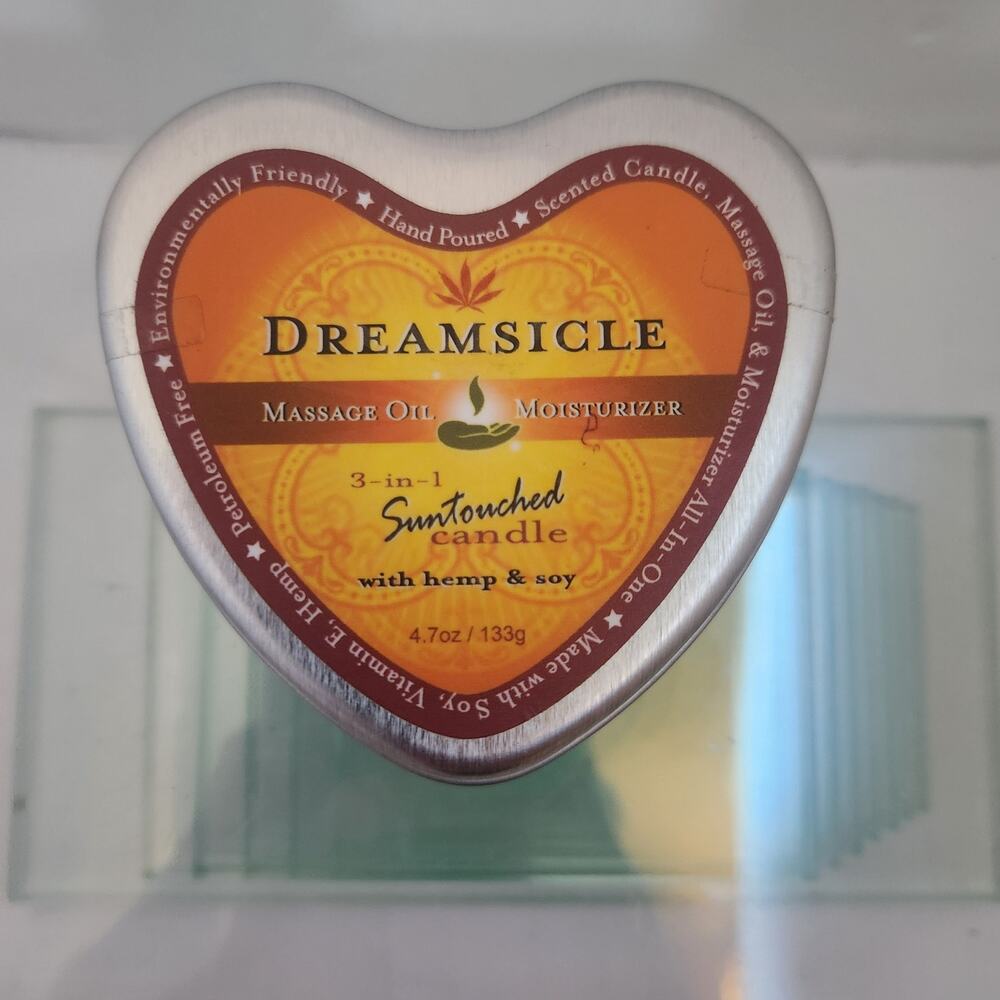 ★ Environmentally Friendly ★ Hand Poured ★ Scented Candle, Massage Oil, & Moisturizer All-In-One ★ Made with Soy, Vitamin E, Hemp ★ Petroleum Free
DREAMSICLE
MASSAGE OIL MOISTURIZER
3-in-1
Suntouched
candle
with hemp & soy
4.7oz / 133g